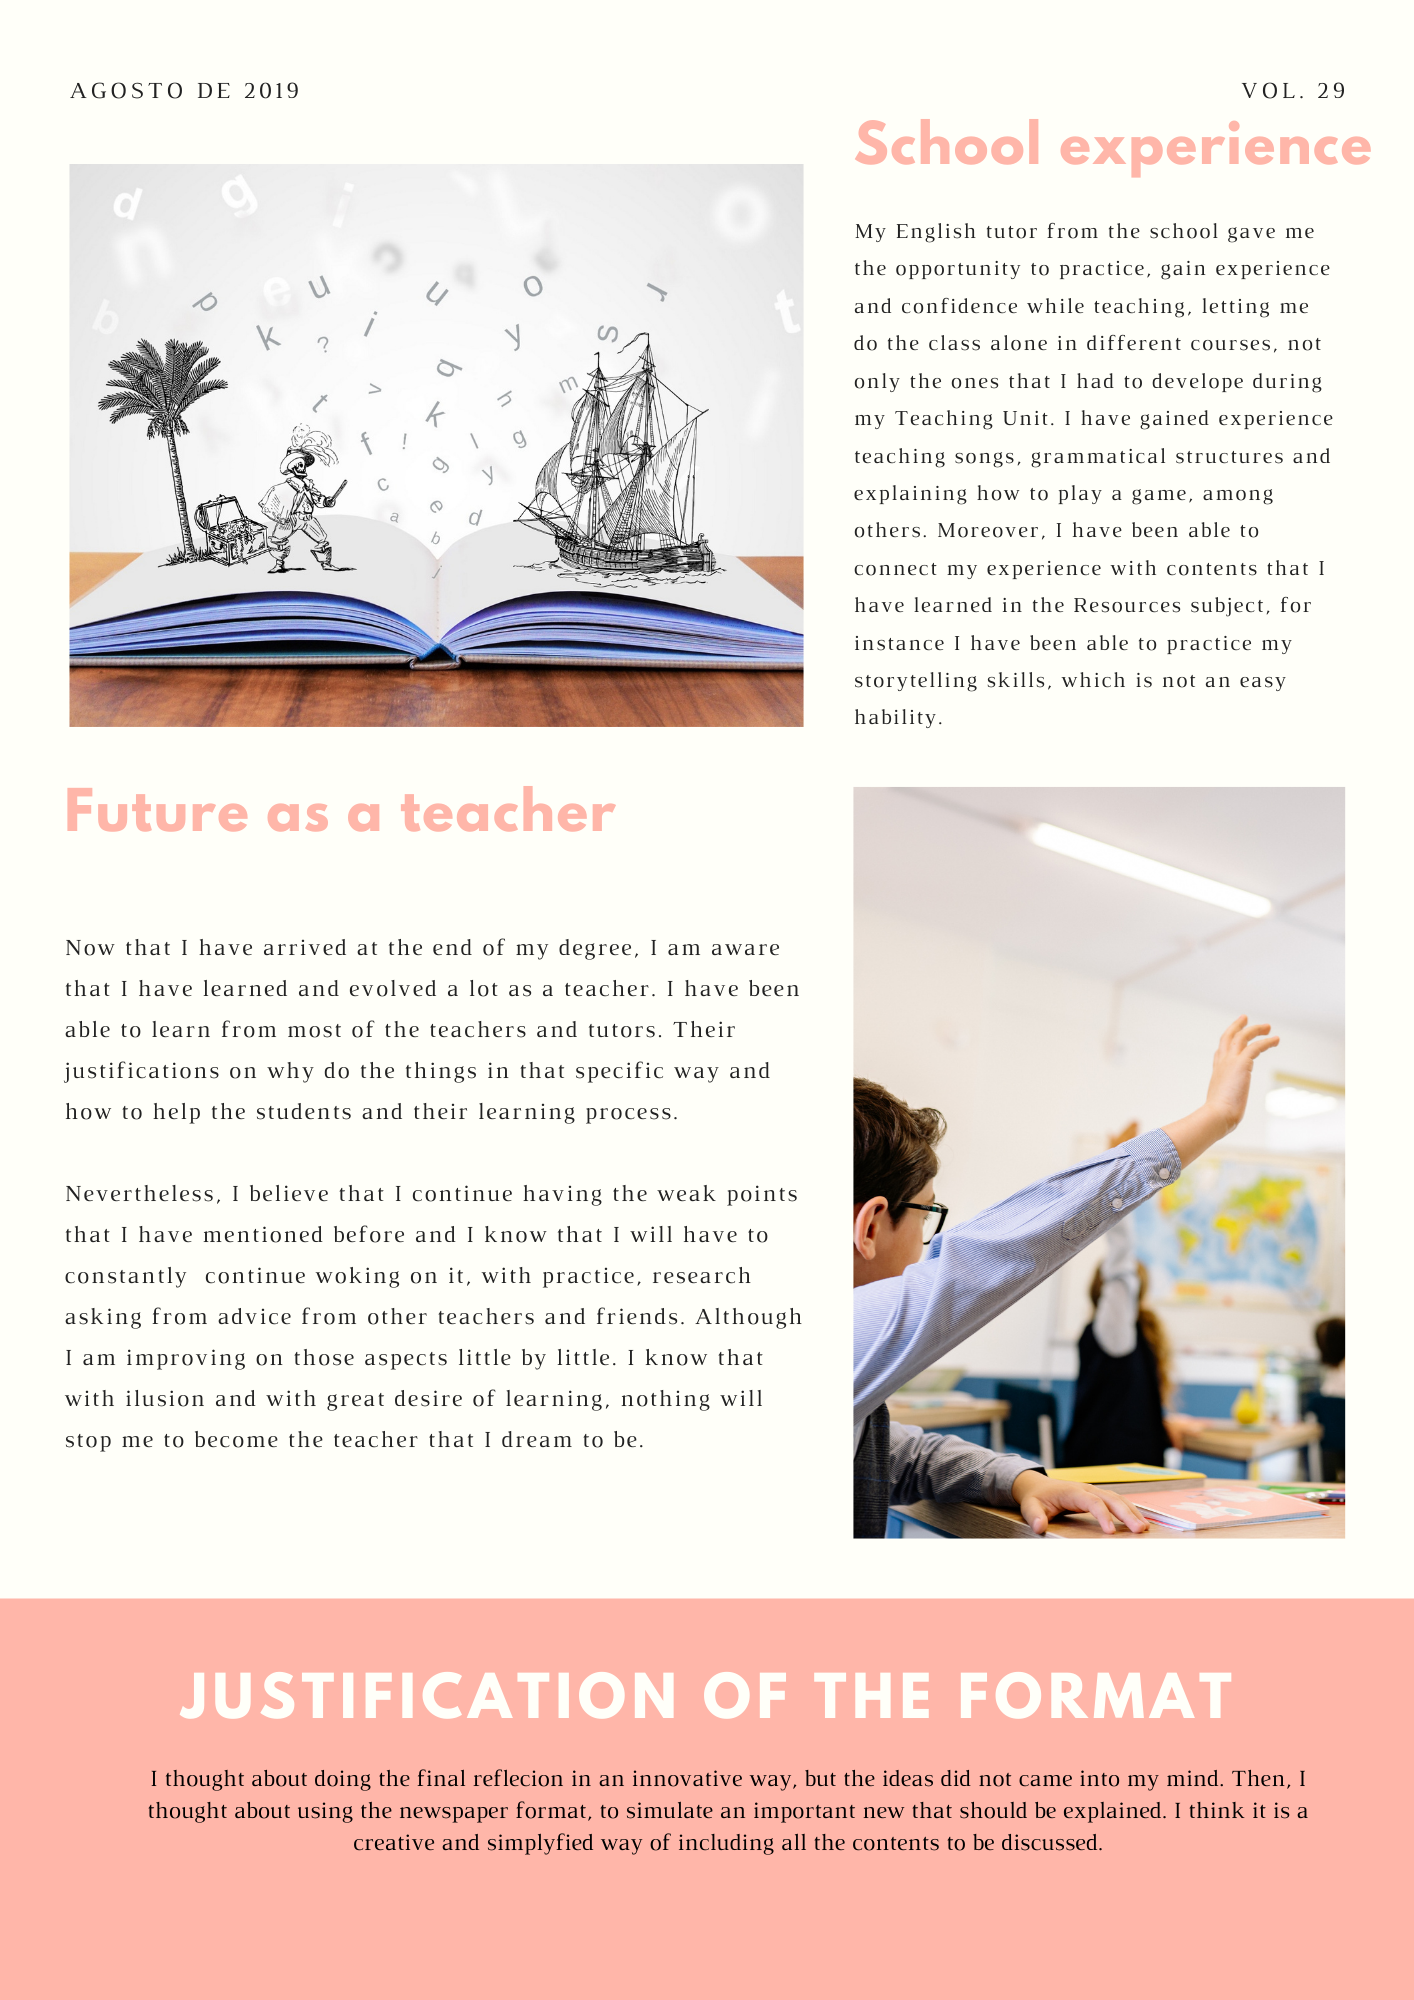 AGOSTO DE 2019
VOL. 29
School experience
My English tutor from the school gave me
the opportunity to practice, gain experience
and confidence while teaching, letting me
do the class alone in different courses, not
only the ones that I had to develope during
my Teaching Unit. I have gained experience
teaching songs, grammatical structures and
explaining how to play a game, among
others. Moreover, I have been able to
connect my experience with contents that I
have learned in the Resources subject, for
instance I have been able to practice my
storytelling skills, which is not an easy
hability.
Future as a teacher
Now that I have arrived at the end of my degree, I am aware
that I have learned and evolved a lot as a teacher. I have been
able to learn from most of the teachers and tutors. Their
justifications on why do the things in that specific way and
how to help the students and their learning process.
Nevertheless, I believe that I continue having the weak points
that I have mentioned before and I know that I will have to
constantly  continue woking on it, with practice, research
asking from advice from other teachers and friends. Although
I am improving on those aspects little by little. I know that
with ilusion and with great desire of learning, nothing will
stop me to become the teacher that I dream to be.
JUSTIFICATION OF THE FORMAT
I thought about doing the final reflecion in an innovative way, but the ideas did not came into my mind. Then, I
thought about using the newspaper format, to simulate an important new that should be explained. I think it is a
creative and simplyfied way of including all the contents to be discussed.